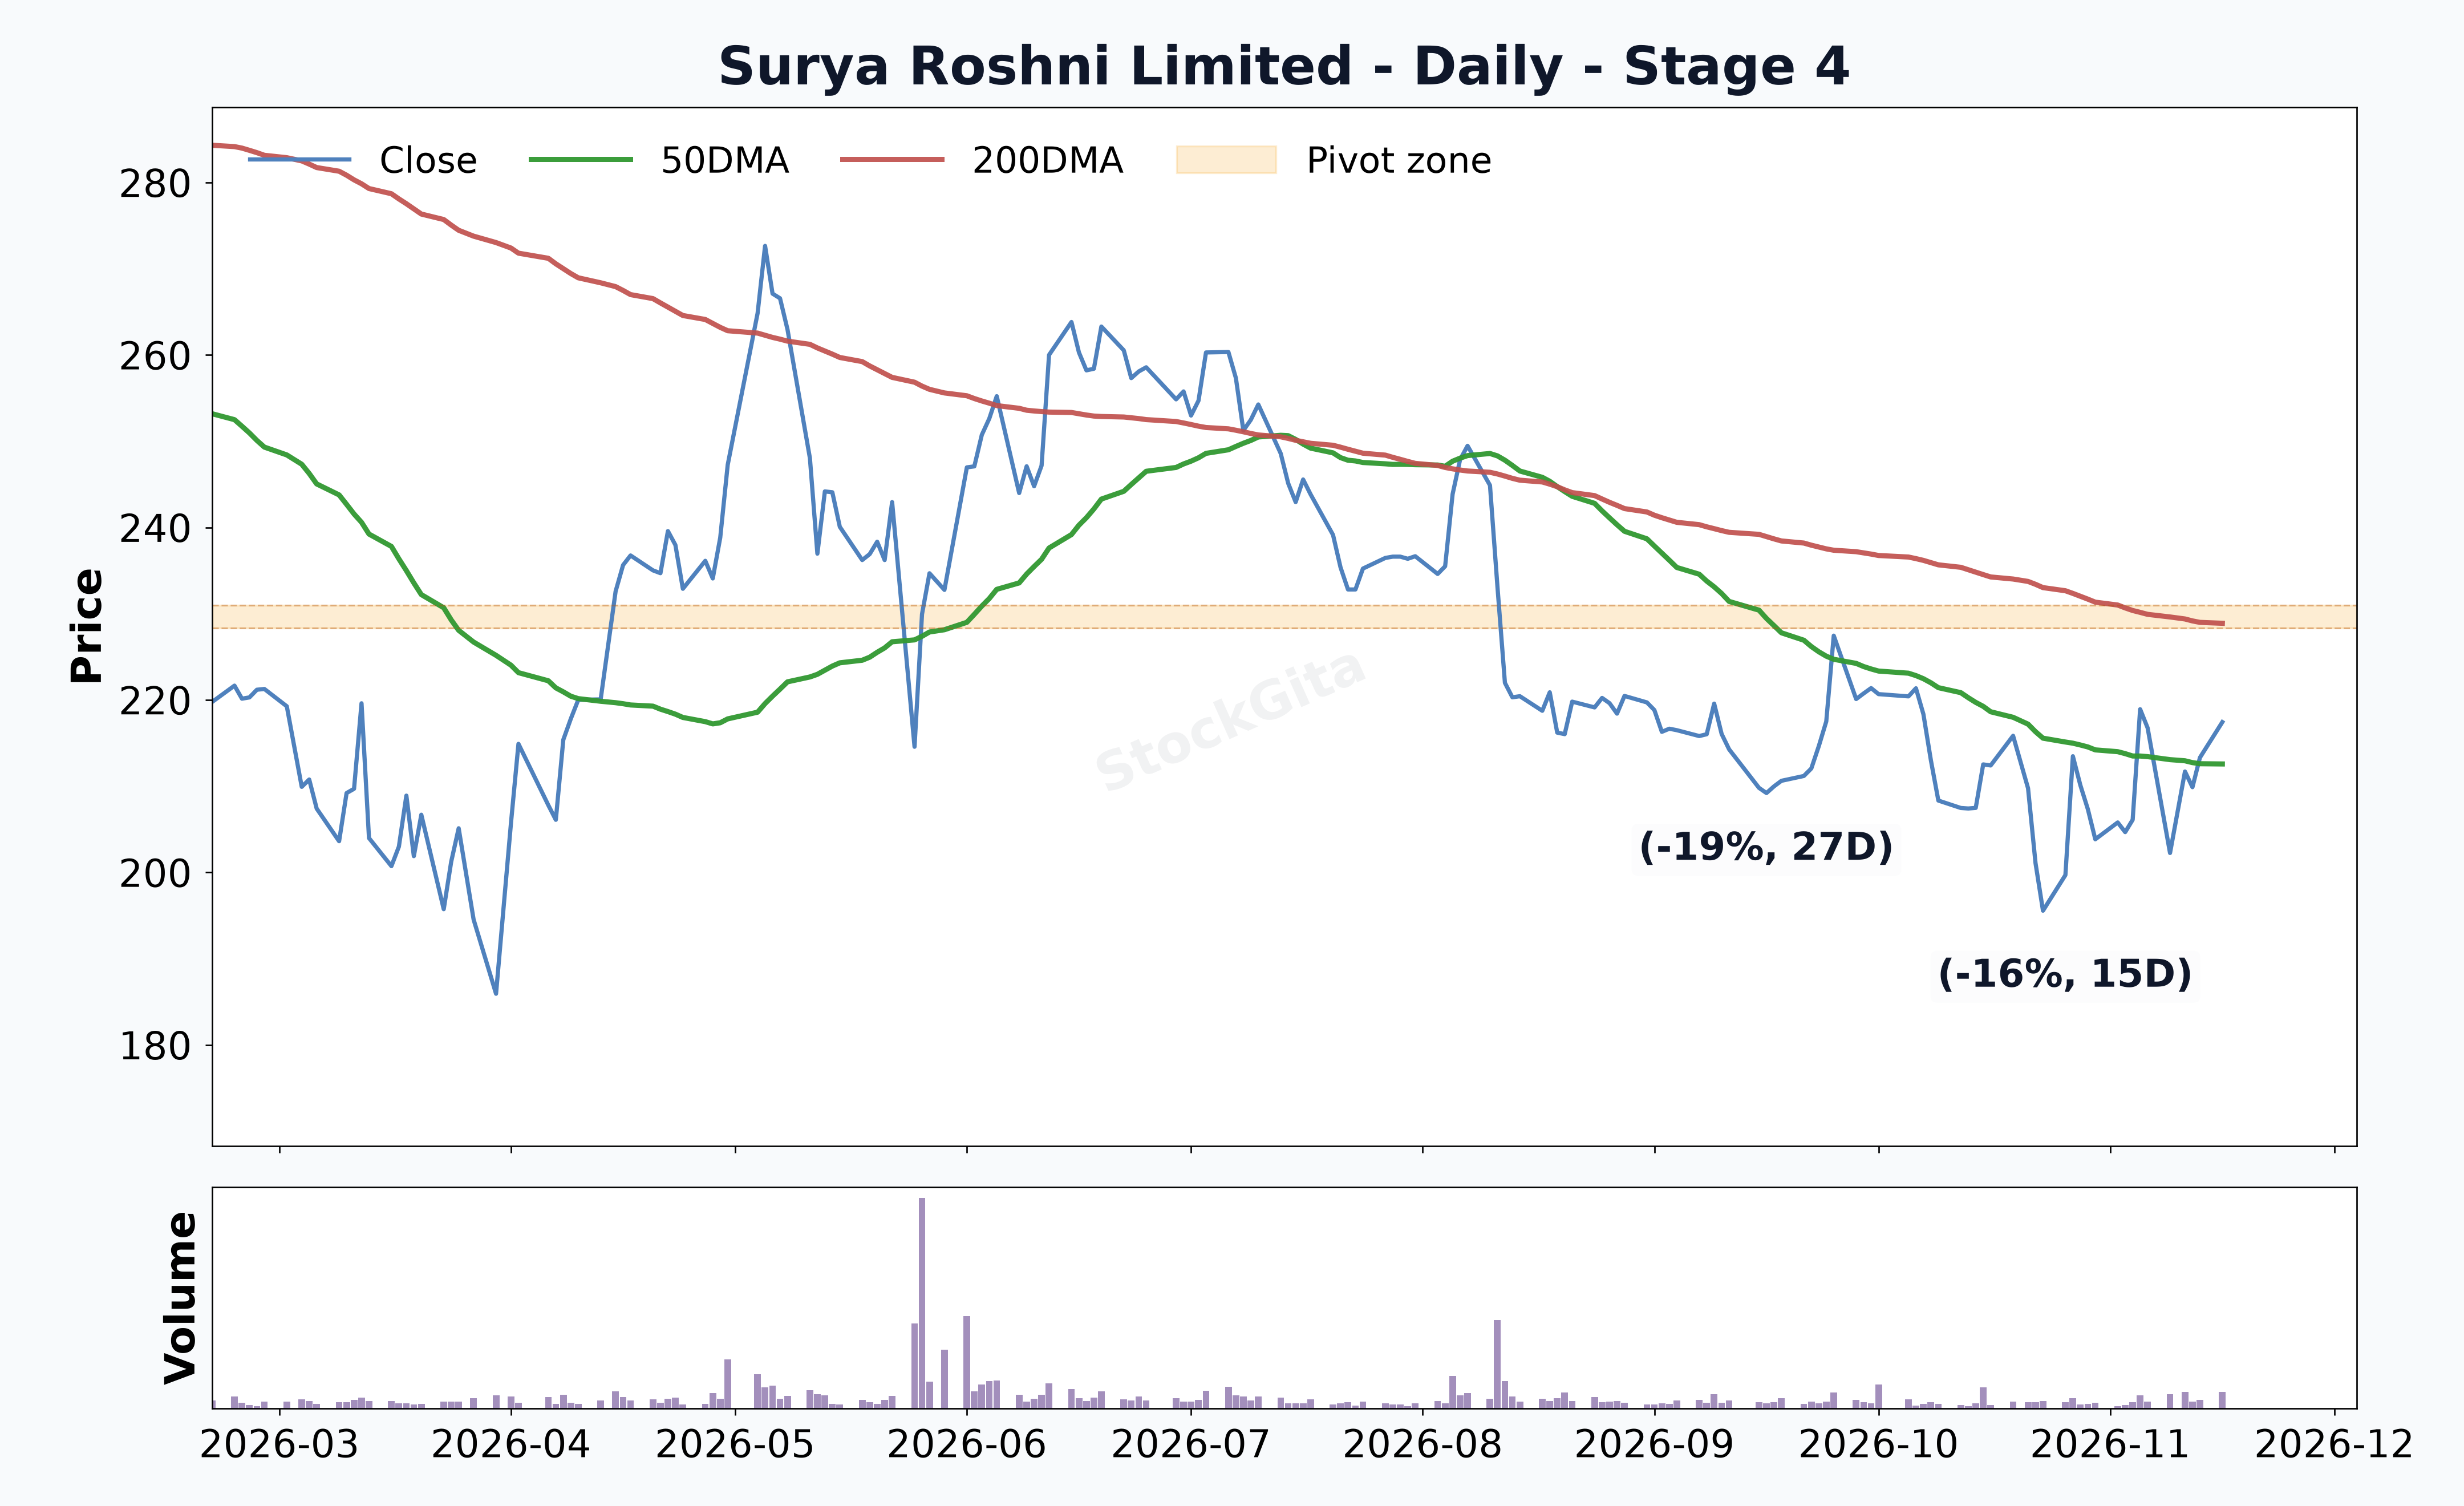 Surya Roshni Limited - Daily - Stage 4
Close 50DMA 200DMA Pivot zone
280
260
240
220
200
180
Price
StockGita
(-19%, 27D)
(-16%, 15D)
Volume
2026-03 2026-04 2026-05 2026-06 2026-07 2026-08 2026-09 2026-10 2026-11 2026-12